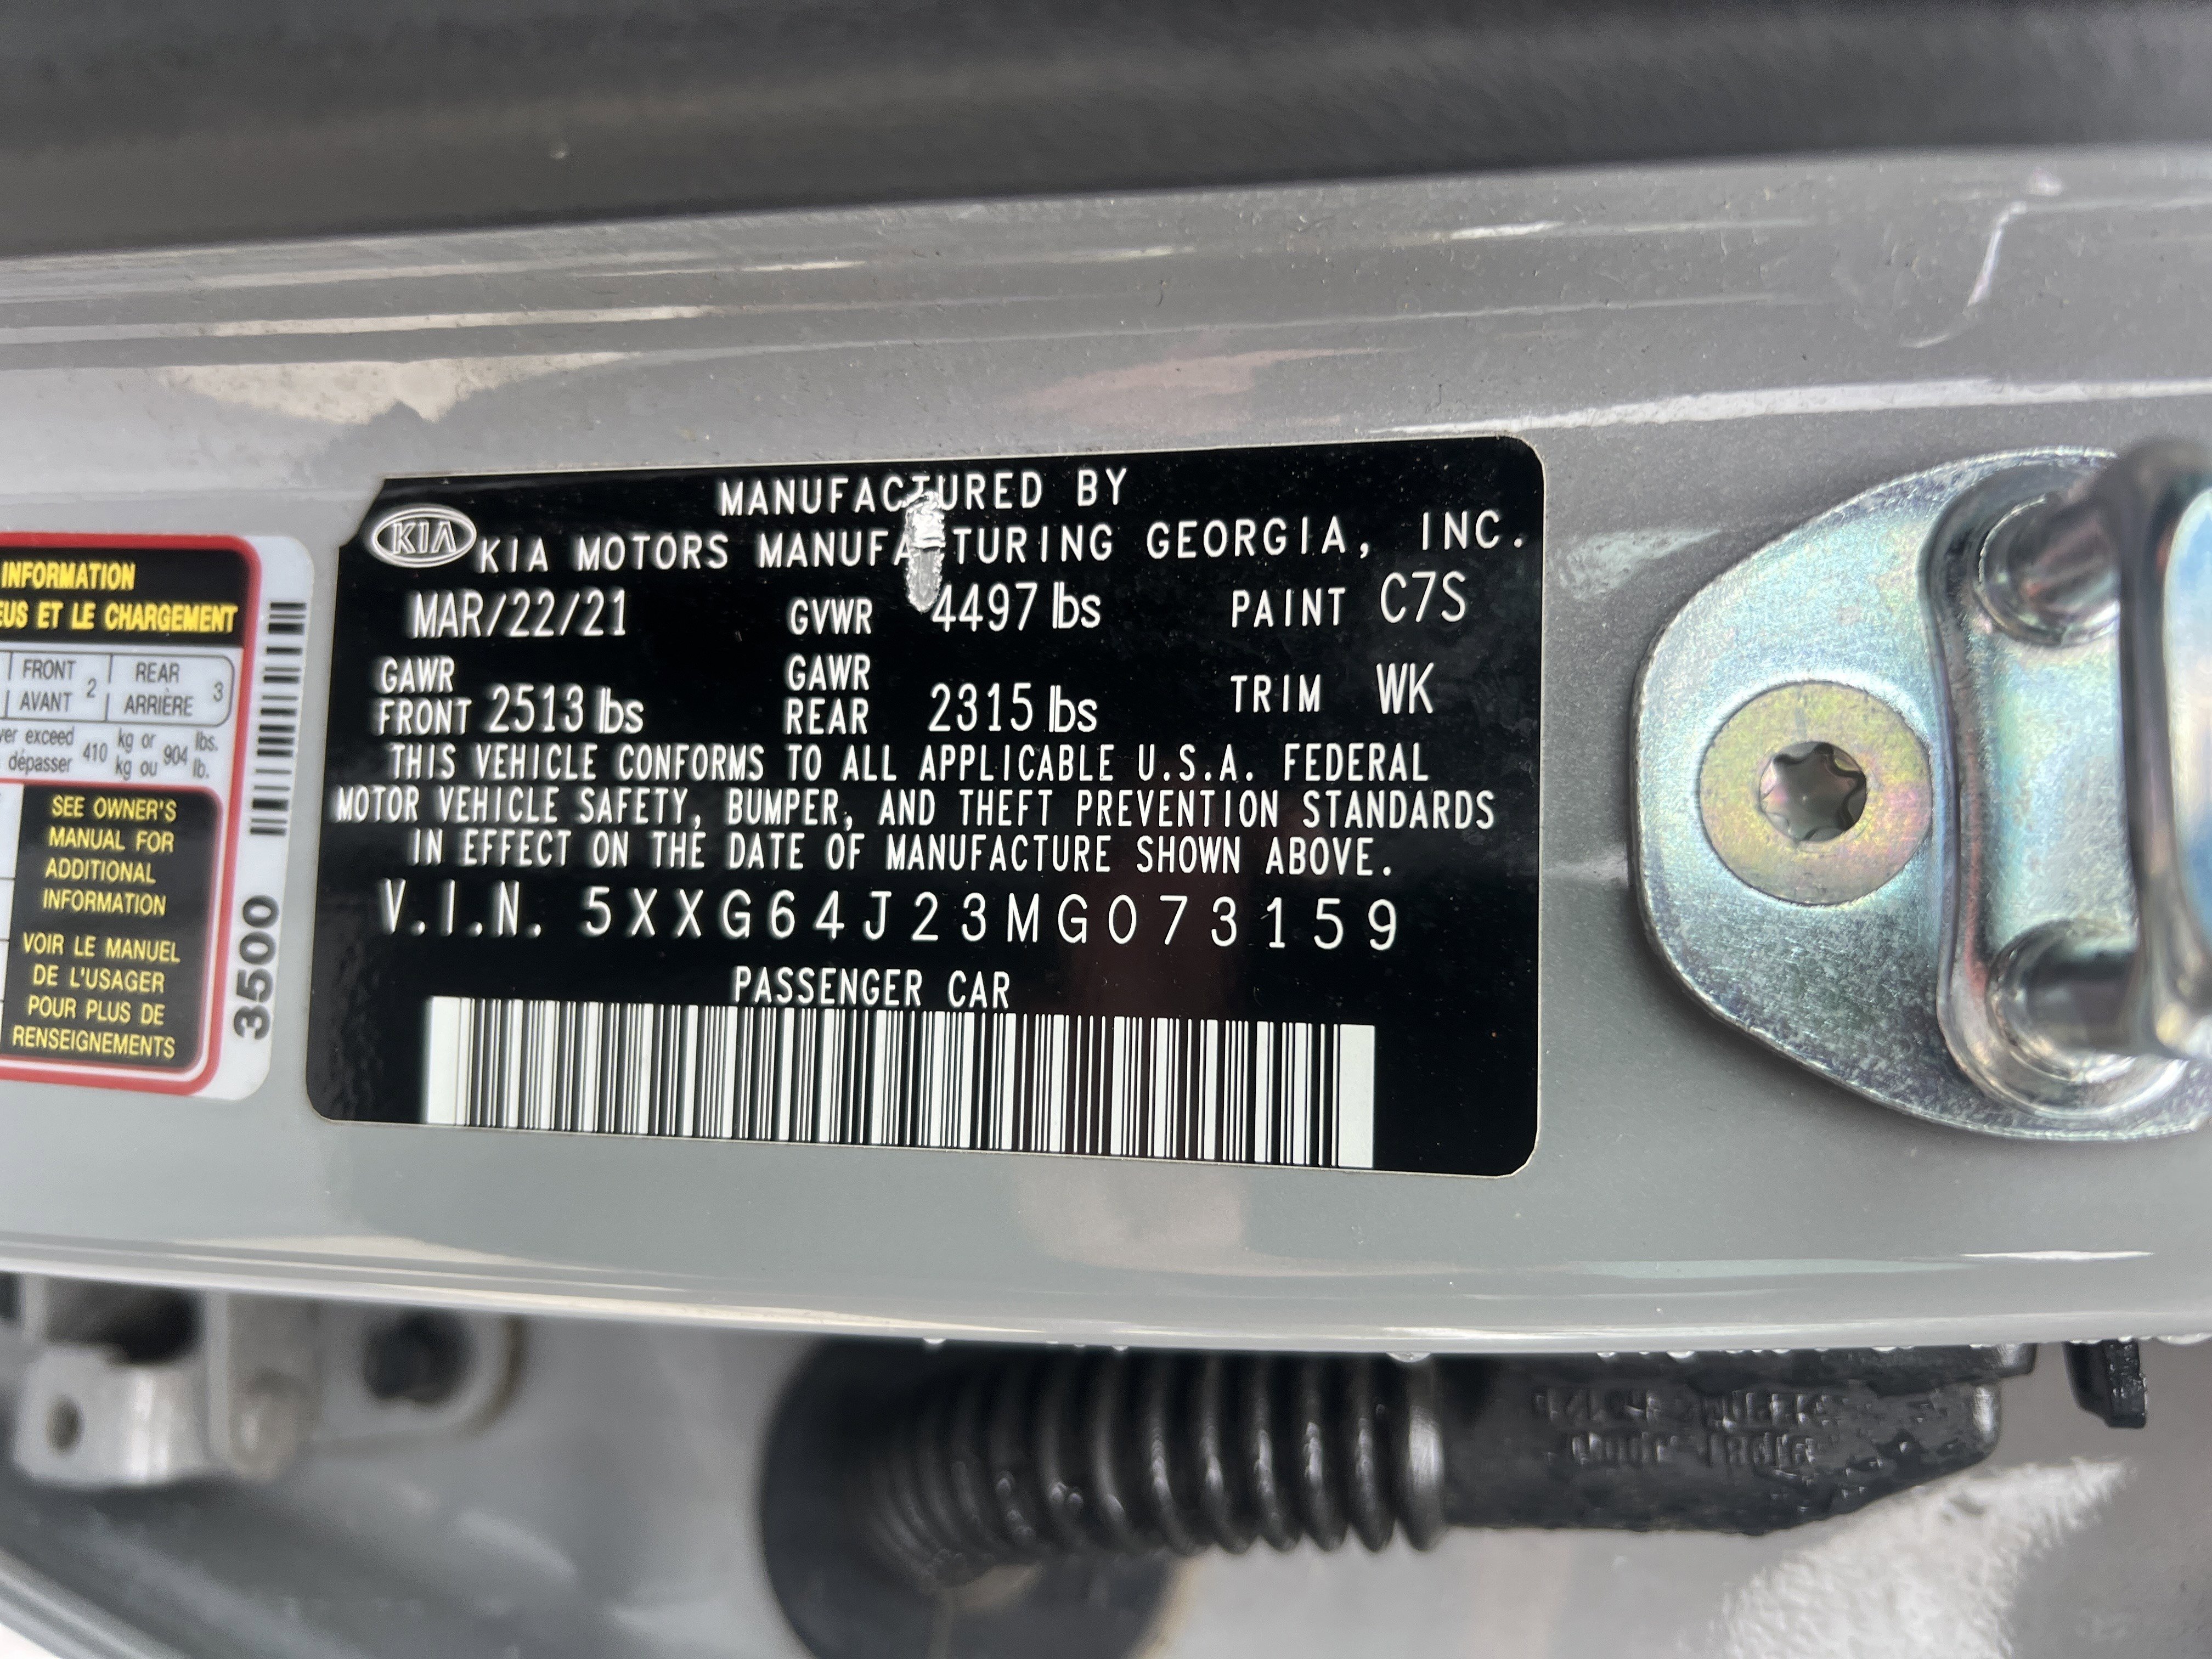 INFORMATION
EUS ET LE CHARGEMENT
FRONT
AVANT 2
REAR
ARRIÈRE 3
exceed 410 kg or 904 lbs.
dépasser kg ou lb.
SEE OWNER'S
MANUAL FOR
ADDITIONAL
INFORMATION
VOIR LE MANUEL
DE L'USAGER
POUR PLUS DE
RENSEIGNEMENTS
3500
MANUFACTURED BY
KIA KIA MOTORS MANUFA TURING GEORGIA, INC.
MAR/22/21 GVWR 4497 lbs PAINT C7S
GAWR FRONT 2513 lbs GAWR REAR 2315 lbs TRIM WK
THIS VEHICLE CONFORMS TO ALL APPLICABLE U.S.A. FEDERAL
MOTOR VEHICLE SAFETY, BUMPER, AND THEFT PREVENTION STANDARDS
IN EFFECT ON THE DATE OF MANUFACTURE SHOWN ABOVE.
V.I.N. 5XXG64J23MG073159
PASSENGER CAR